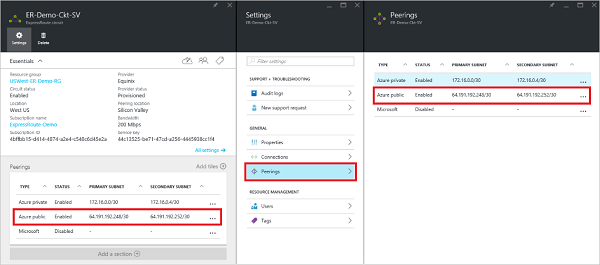 ER-Demo-Ckt-SV
ExpressRoute circuit
Settings
Delete
Essentials
Resource group
USWest-ER-Demo-RG
Circuit status
Enabled
Location
West US
Subscription name
ExpressRoute-Demo
Subscription ID
4bffbb15-d414-4874-a2e4-c548c6d45e2a
Provider
Equinix
Provider status
Provisioned
Peering location
Silicon Valley
Bandwidth
200 Mbps
Service key
44c13525-be71-47cd-a256-4445938cc1f4
All settings →
Peerings
Add tiles
TYPE STATUS PRIMARY SUBNET SECONDARY SUBNET
Azure private Enabled 172.16.0.0/30 172.16.0.4/30 ...
Azure public Enabled 64.191.192.248/30 64.191.192.252/30 ...
Microsoft Disabled - - ...
Add a section
Settings
ER-Demo-Ckt-SV
Filter settings
SUPPORT + TROUBLESHOOTING
Audit logs
New support request
GENERAL
Properties
Connections
Peerings
RESOURCE MANAGEMENT
Users
Tags
Peerings
ER-Demo-Ckt-SV
TYPE STATUS PRIMARY SUBNET SECONDARY SUBNET
Azure private Enabled 172.16.0.0/30 172.16.0.4/30 ...
Azure public Enabled 64.191.192.248/30 64.191.192.252/30 ...
Microsoft Disabled - - ...